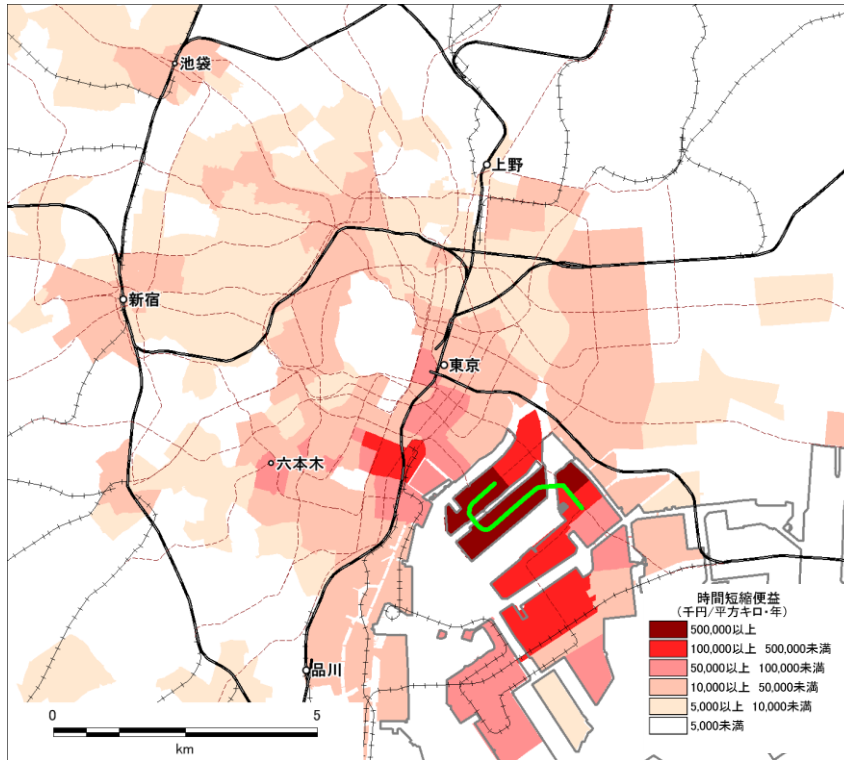 池袋
上野
新宿
東京
六本木
品川
時間短縮便益
(千円/平方キロ・年)
500,000以上
100,000以上 500,000未満
50,000以上 100,000未満
10,000以上 50,000未満
5,000以上 10,000未満
5,000未満
0 5
km